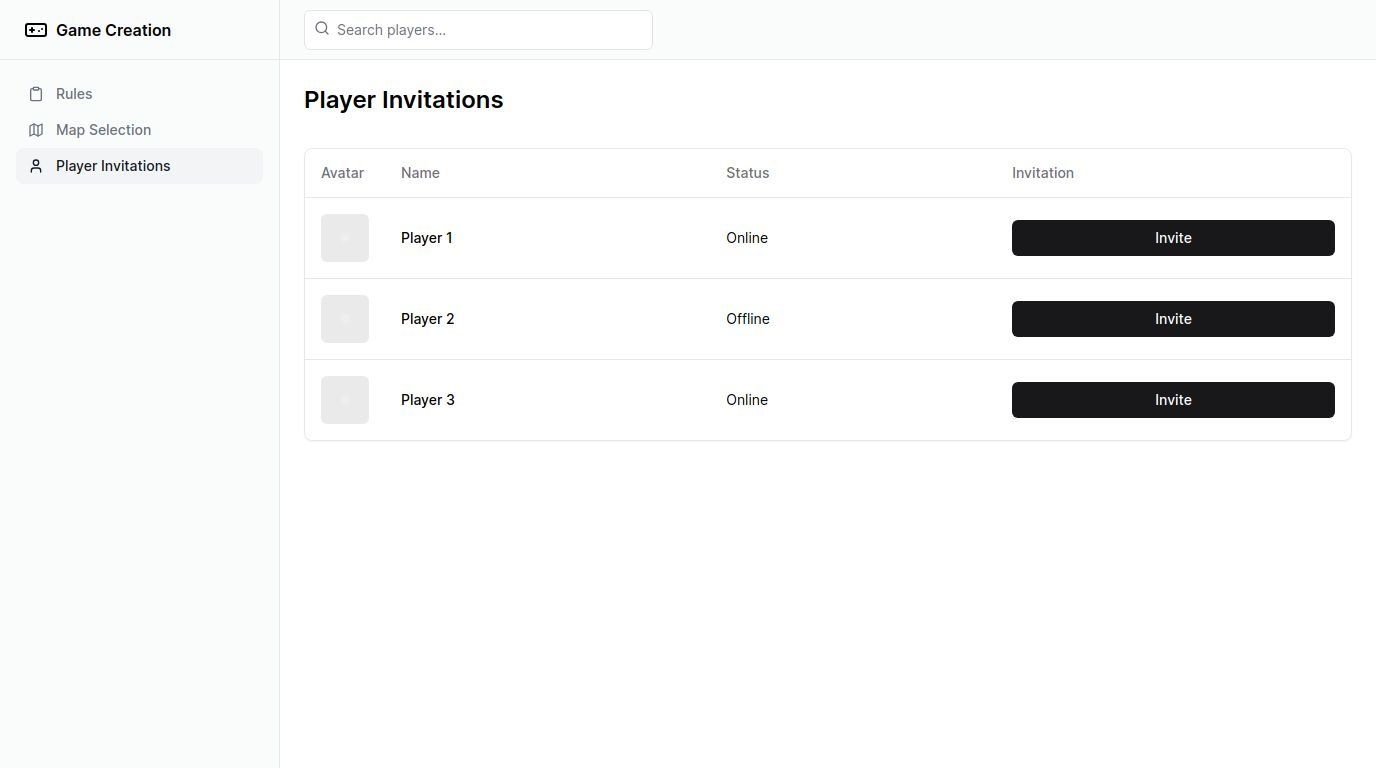 Game Creation
Search players...
Rules
Map Selection
Player Invitations
Player Invitations
Avatar Name Status Invitation
Player 1 Online Invite
Player 2 Offline Invite
Player 3 Online Invite